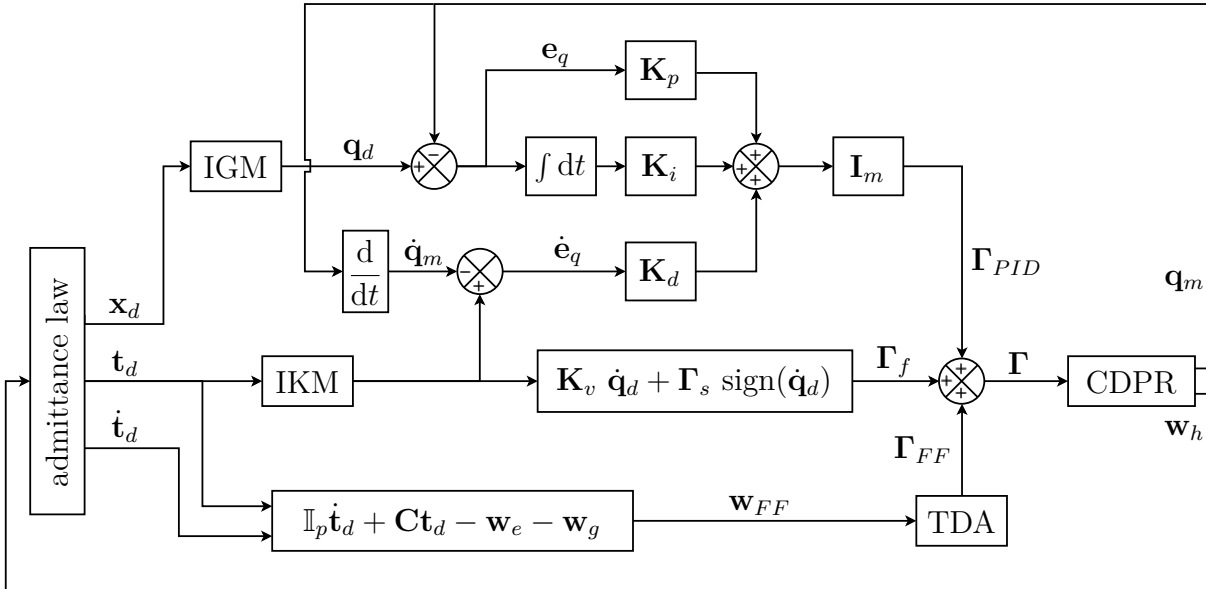 e_q
K_p
−
+
q_d
IGM
∫ dt
K_i
+
+
+
I_m
d
dt
q̇_m
-
+
ė_q
K_d
Γ_PID
q_m
admittance law
x_d
t_d
ṫ_d
IKM
K_v q̇_d + Γ_s sign(q̇_d)
Γ_f
+
+
+
Γ
CDPR
w_h
Γ_FF
𝕀_p ṫ_d + Ct_d − w_e − w_g
w_FF
TDA